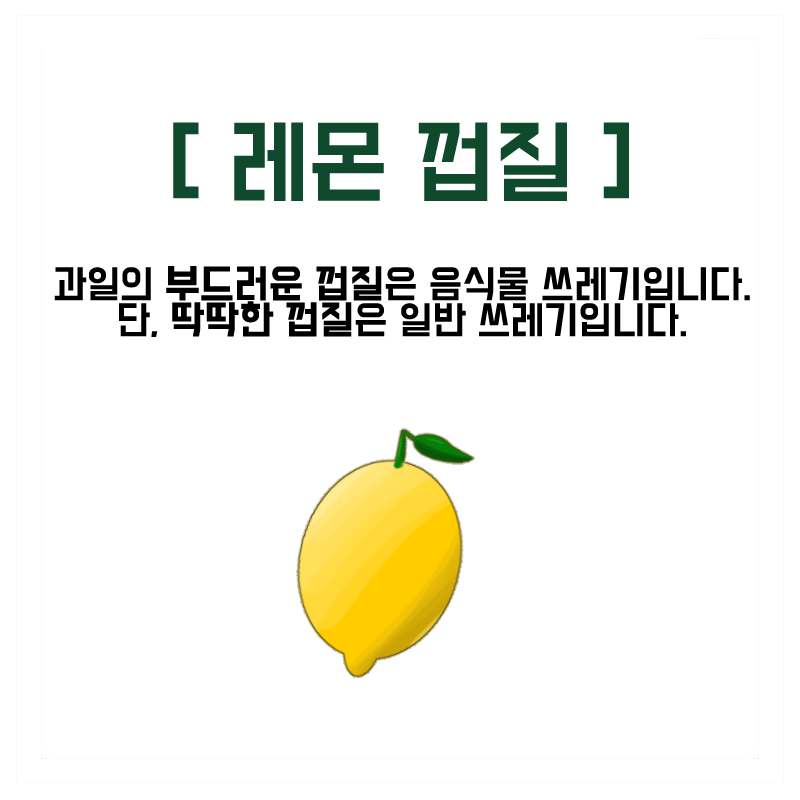 [ 레몬 껍질 ]
과일의 부드러운 껍질은 음식물 쓰레기입니다.
단, 딱딱한 껍질은 일반 쓰레기입니다.